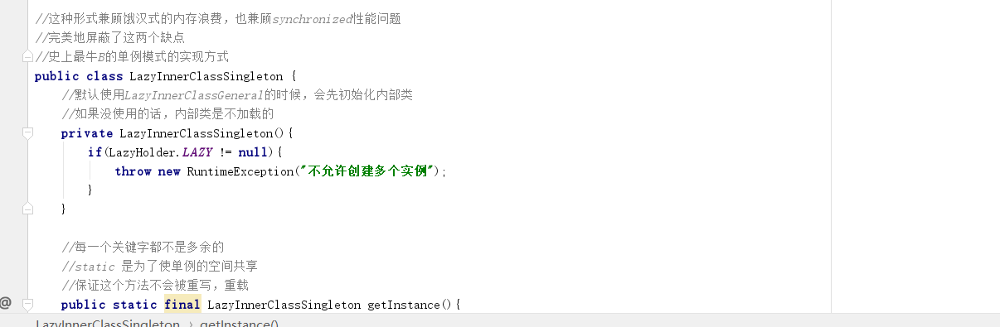 //这种形式兼顾饿汉式的内存浪费，也兼顾synchronized性能问题
//完美地屏蔽了这两个缺点
//史上最牛B的单例模式的实现方式
public class LazyInnerClassSingleton {
//默认使用LazyInnerClassGeneral的时候，会先初始化内部类
//如果没使用的话，内部类是不加载的
private LazyInnerClassSingleton(){
if(LazyHolder.LAZY != null){
throw new RuntimeException("不允许创建多个实例");
}
}
//每一个关键字都不是多余的
//static 是为了使单例的空间共享
//保证这个方法不会被重写，重载
@ public static final LazyInnerClassSingleton getInstance(){
LazyInnerClassSingleton › getInstance()